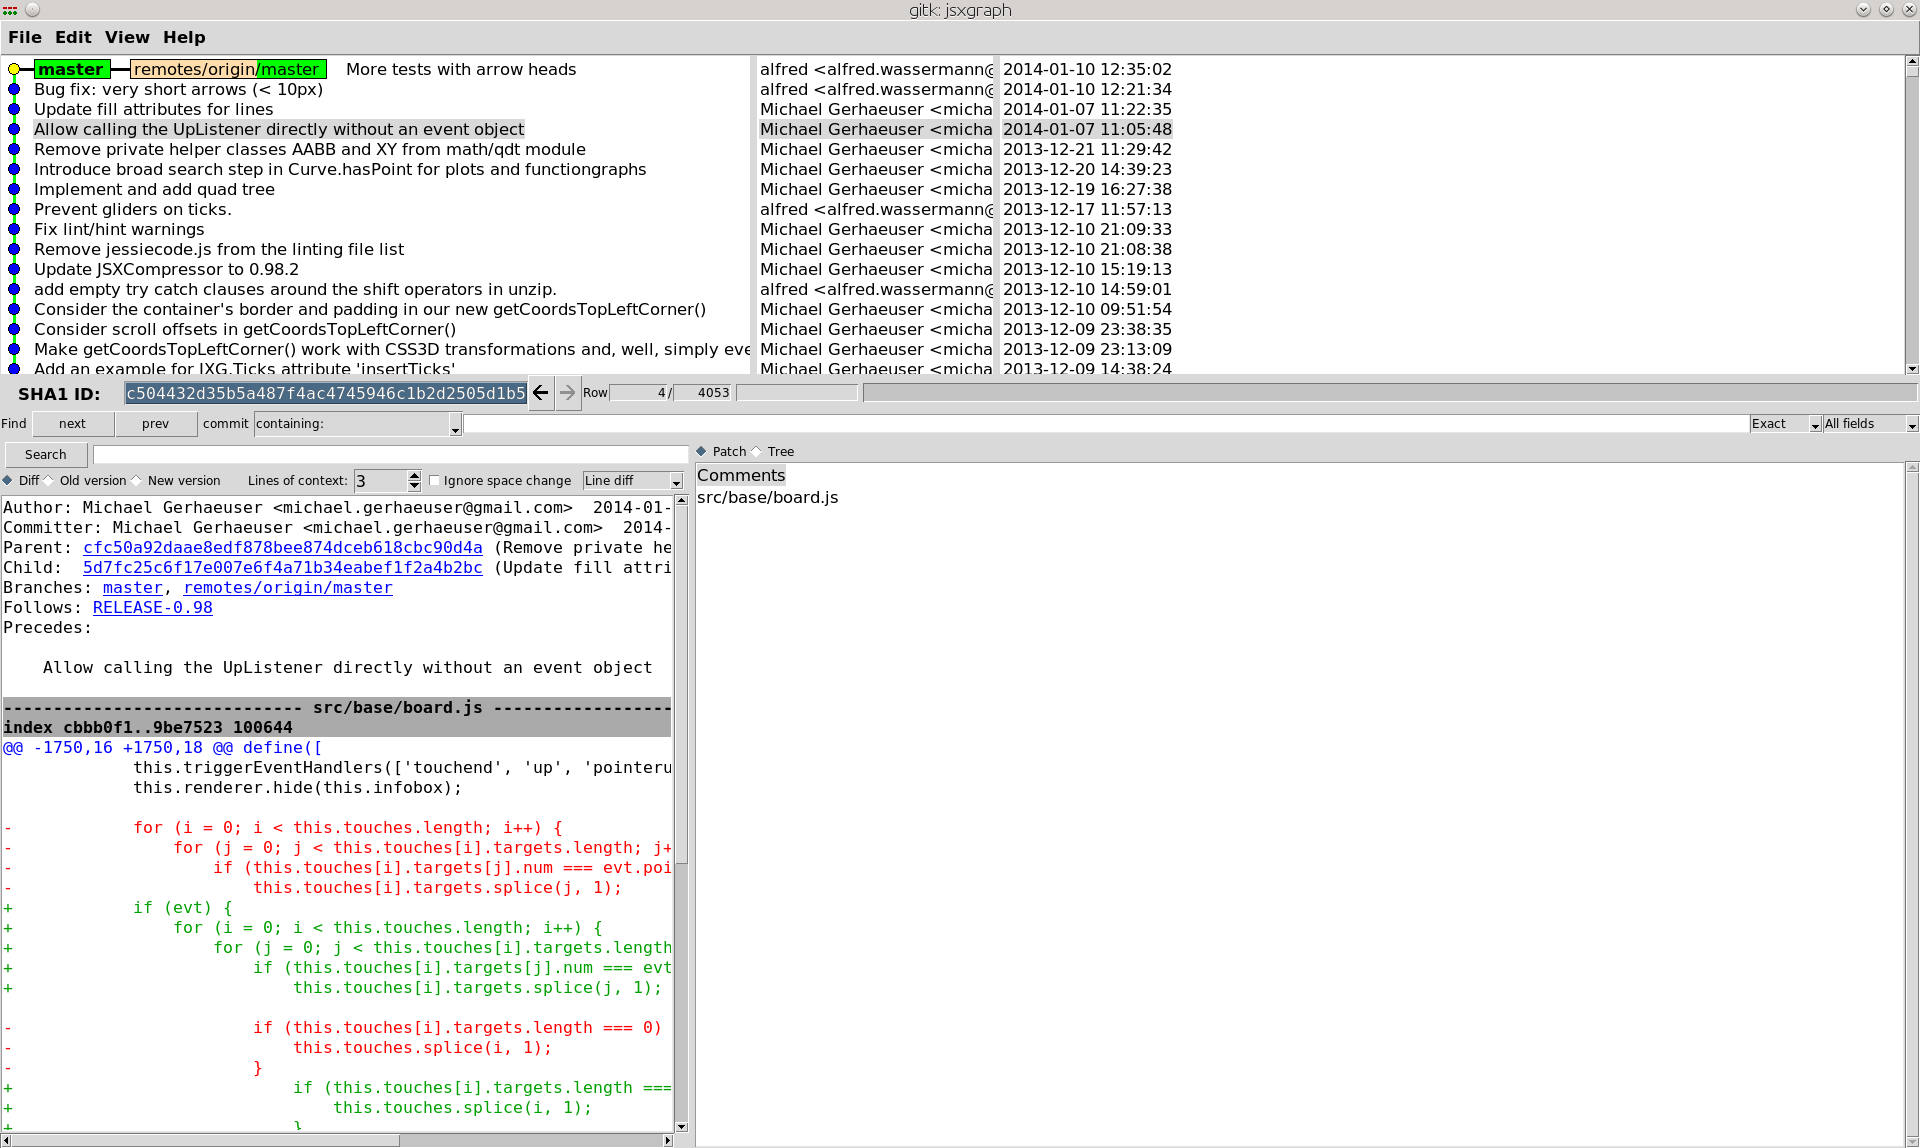 gitk: jsxgraph
File Edit View Help
master remotes/origin/master More tests with arrow heads alfred <alfred.wassermann@ 2014-01-10 12:35:02
Bug fix: very short arrows (< 10px) alfred <alfred.wassermann@ 2014-01-10 12:21:34
Update fill attributes for lines Michael Gerhaeuser <micha 2014-01-07 11:22:35
Allow calling the UpListener directly without an event object Michael Gerhaeuser <micha 2014-01-07 11:05:48
Remove private helper classes AABB and XY from math/qdt module Michael Gerhaeuser <micha 2013-12-21 11:29:42
Introduce broad search step in Curve.hasPoint for plots and functiongraphs Michael Gerhaeuser <micha 2013-12-20 14:39:23
Implement and add quad tree Michael Gerhaeuser <micha 2013-12-19 16:27:38
Prevent gliders on ticks. alfred <alfred.wassermann@ 2013-12-17 11:57:13
Fix lint/hint warnings Michael Gerhaeuser <micha 2013-12-10 21:09:33
Remove jessiecode.js from the linting file list Michael Gerhaeuser <micha 2013-12-10 21:08:38
Update JSXCompressor to 0.98.2 Michael Gerhaeuser <micha 2013-12-10 15:19:13
add empty try catch clauses around the shift operators in unzip. alfred <alfred.wassermann@ 2013-12-10 14:59:01
Consider the container's border and padding in our new getCoordsTopLeftCorner() Michael Gerhaeuser <micha 2013-12-10 09:51:54
Consider scroll offsets in getCoordsTopLeftCorner() Michael Gerhaeuser <micha 2013-12-09 23:38:35
Make getCoordsTopLeftCorner() work with CSS3D transformations and, well, simply eve Michael Gerhaeuser <micha 2013-12-09 23:13:09
Add an example for JXG.Ticks attribute 'insertTicks' Michael Gerhaeuser <micha 2013-12-09 14:38:24
SHA1 ID: c504432d35b5a487f4ac4745946c1b2d2505d1b5 Row 4 / 4053
Find next prev commit containing: Exact All fields
Search
Diff Old version New version Lines of context: 3 Ignore space change Line diff
Author: Michael Gerhaeuser <michael.gerhaeuser@gmail.com>  2014-01-
Committer: Michael Gerhaeuser <michael.gerhaeuser@gmail.com>  2014-
Parent: cfc50a92daae8edf878bee874dceb618cbc90d4a (Remove private he
Child:  5d7fc25c6f17e007e6f4a71b34eabef1f2a4b2bc (Update fill attri
Branches: master, remotes/origin/master
Follows: RELEASE-0.98
Precedes:
Allow calling the UpListener directly without an event object
------------------------------ src/base/board.js ------------------
index cbbb0f1..9be7523 100644
@@ -1750,16 +1750,18 @@ define([
this.triggerEventHandlers(['touchend', 'up', 'pointeru
this.renderer.hide(this.infobox);
-            for (i = 0; i < this.touches.length; i++) {
-                for (j = 0; j < this.touches[i].targets.length; j+
-                    if (this.touches[i].targets[j].num === evt.poi
-                        this.touches[i].targets.splice(j, 1);
+            if (evt) {
+                for (i = 0; i < this.touches.length; i++) {
+                    for (j = 0; j < this.touches[i].targets.length
+                        if (this.touches[i].targets[j].num === evt
+                            this.touches[i].targets.splice(j, 1);
-                        if (this.touches[i].targets.length === 0)
-                            this.touches.splice(i, 1);
-                        }
+                            if (this.touches[i].targets.length ===
+                                this.touches.splice(i, 1);
+                            }
Patch Tree
Comments
src/base/board.js